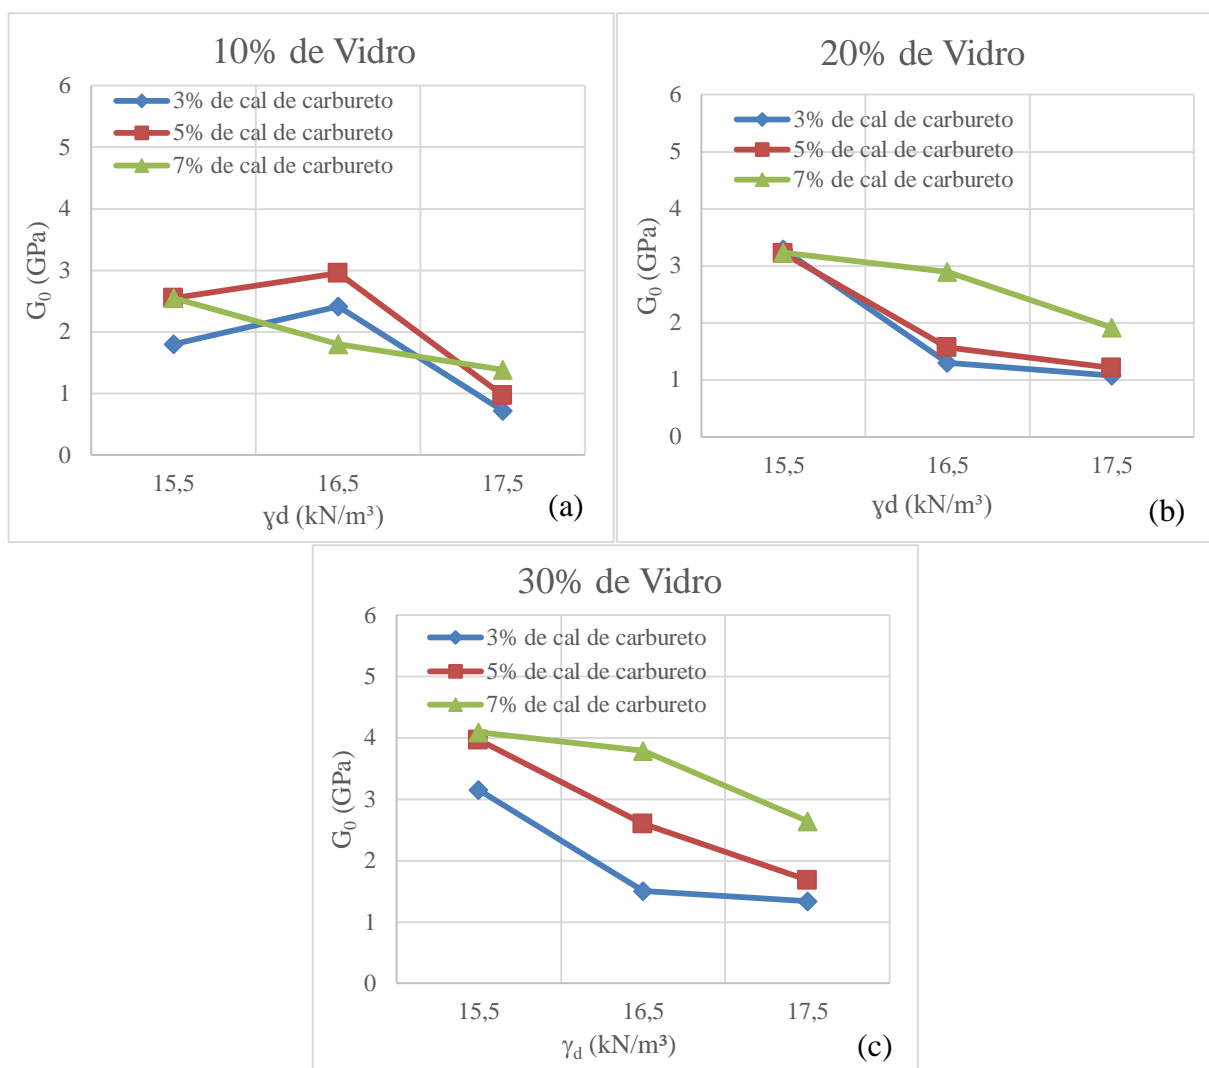 10% de Vidro
6
5
4
3
2
1
0
G₀ (GPa)
3% de cal de carbureto
5% de cal de carbureto
7% de cal de carbureto
15,5 16,5 17,5
ɣd (kN/m³)
(a)
20% de Vidro
6
5
4
3
2
1
0
G₀ (GPa)
3% de cal de carbureto
5% de cal de carbureto
7% de cal de carbureto
15,5 16,5 17,5
ɣd (kN/m³)
(b)
30% de Vidro
6
5
4
3
2
1
0
G₀ (GPa)
3% de cal de carbureto
5% de cal de carbureto
7% de cal de carbureto
15,5 16,5 17,5
γd (kN/m³)
(c)